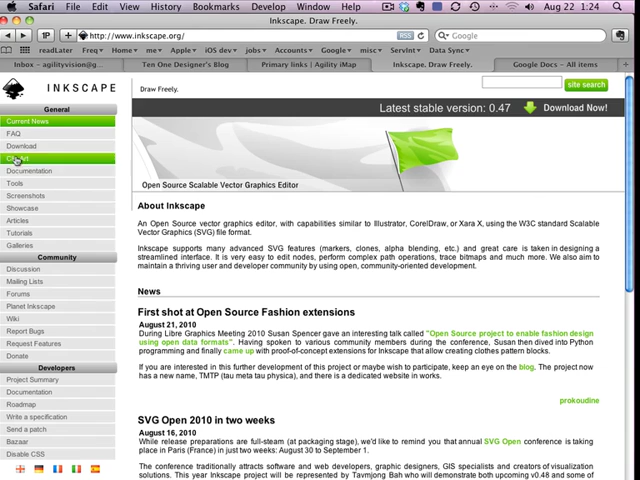 Safari File Edit View History Bookmarks Develop Window Help Aug 22 1:24
Inkscape. Draw Freely.
1P + http://www.inkscape.org/ RSS Google
readLater Freq Home me.org/ Apple iOS dev jobs Accounts Google misc ServInt Data Sync
Inbox – agilityvision@g... Ten One Designer's Blog Primary links | Agility iMap Inkscape. Draw Freely. Google Docs – All items
INKSCAPE
Draw Freely.
site search
Latest stable version: 0.47 Download Now!
General
Current News
FAQ
Download
Clip Art
Documentation
Tools
Screenshots
Showcase
Articles
Tutorials
Galleries
Community
Discussion
Mailing Lists
Forums
Planet Inkscape
Wiki
Bug Reports
Request Features
Donate
Developers
Project Summary
Documentation
Roadmap
Write a specification
Send a patch
Bazaar
Disable CSS
Open Source Scalable Vector Graphics Editor
About Inkscape
An Open Source vector graphics editor, with capabilities similar to Illustrator, CorelDraw, or Xara X, using the W3C standard Scalable
Vector Graphics (SVG) file format.
Inkscape supports many advanced SVG features (markers, clones, alpha blending, etc.) and great care is taken in designing a
streamlined interface. It is very easy to edit nodes, perform complex path operations, trace bitmaps and much more. We also aim to
maintain a thriving user and developer community by using open, community-oriented development.
News
First shot at Open Source Fashion extensions
August 21, 2010
During Libre Graphics Meeting 2010 Susan Spencer gave an interesting talk called "Open Source project to enable fashion design
using open data formats". Having spoken to various community members during the conference, Susan then dived into Python
programming and finally came up with proof-of-concept extensions for Inkscape that allow creating clothes pattern blocks.
If you are interested in this further development of this project or maybe wish to participate, keep an eye on the blog. The project now
has a new name, TMTP (tau meta tau physica), and there is a dedicated website in works.
prokoudine
SVG Open 2010 in two weeks
August 16, 2010
While release preparations are full-steam (at packaging stage), we'd like to remind you that annual SVG Open conference is taking
place in Paris (France) in just two weeks: August 30 to September 1.
The conference traditionally attracts software and web developers, graphic designers, GIS specialists and creators of visualization
solutions. This year Inkscape project will be represented by Tavmjong Bah who will demonstrate both upcoming v0.48 and some of